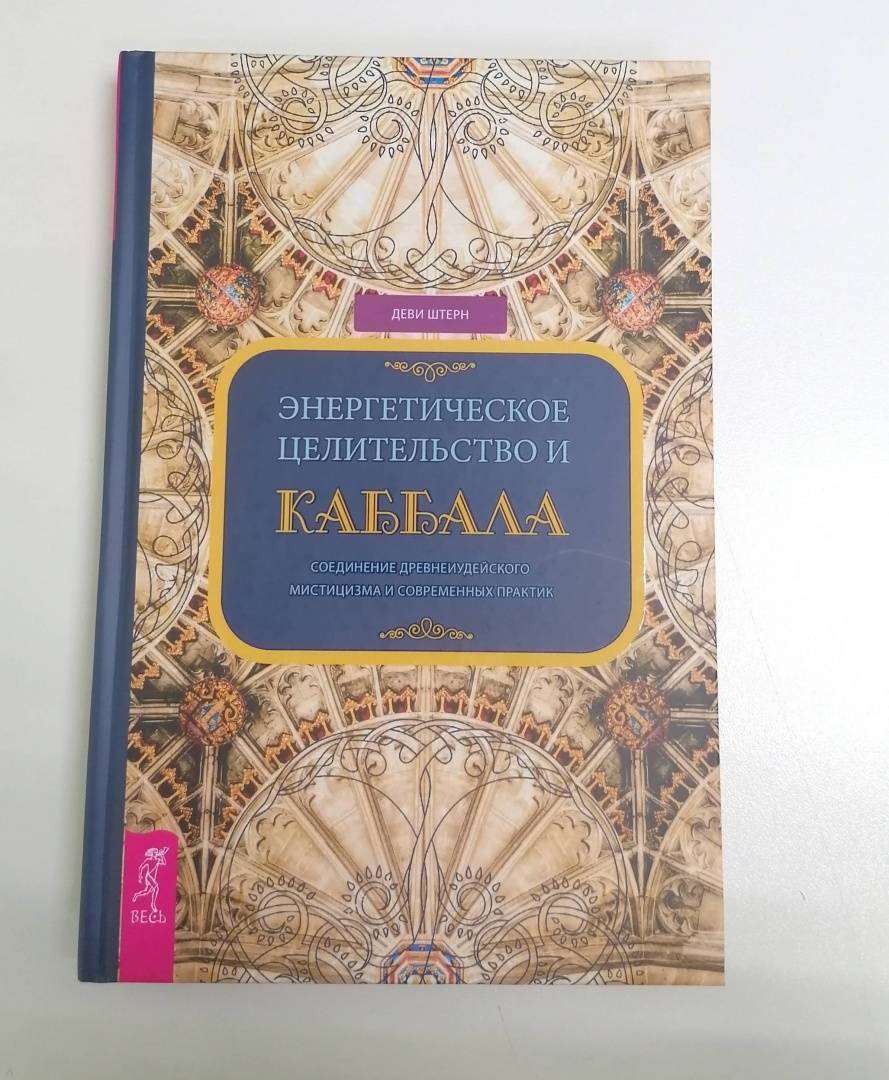 ДЕВИ ШТЕРН
ЭНЕРГЕТИЧЕСКОЕ
ЦЕЛИТЕЛЬСТВО И
КАББАЛА
СОЕДИНЕНИЕ ДРЕВНЕИУДЕЙСКОГО
МИСТИЦИЗМА И СОВРЕМЕННЫХ ПРАКТИК
ВЕСЬ